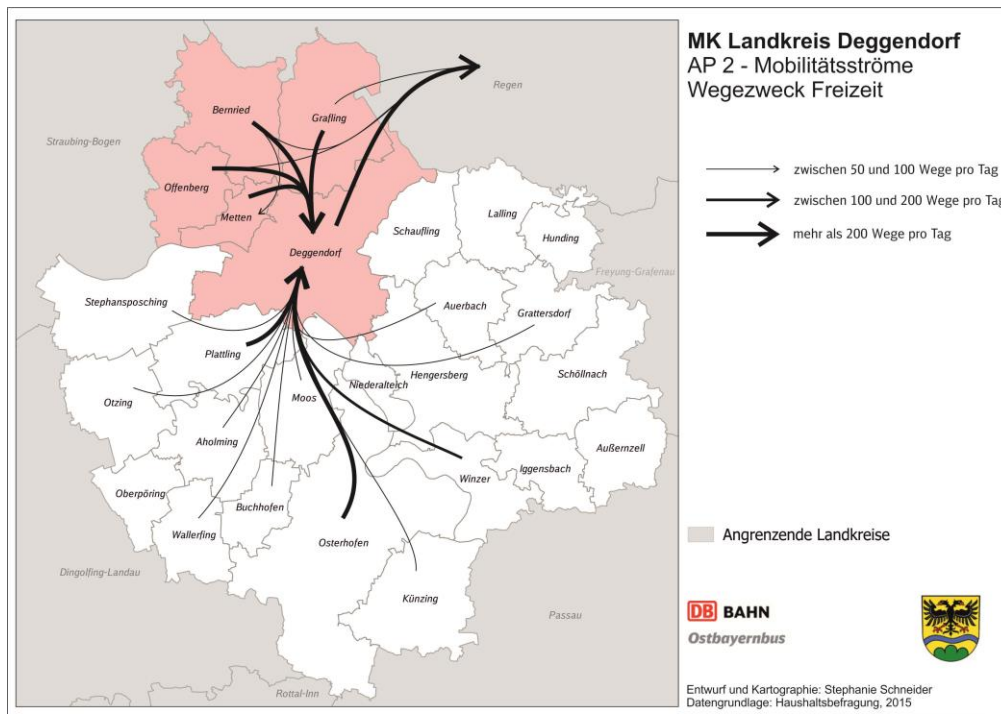 MK Landkreis Deggendorf
AP 2 - Mobilitätsströme
Wegezweck Freizeit
zwischen 50 und 100 Wege pro Tag
zwischen 100 und 200 Wege pro Tag
mehr als 200 Wege pro Tag
Regen
Bernried
Grafling
Straubing-Bogen
Offenberg
Metten
Lalling
Schaufling
Hunding
Deggendorf
Freyung-Grafenau
Stephansposching
Auerbach
Grattersdorf
Plattling
Hengersberg
Schöllnach
Niederalteich
Otzing
Moos
Aholming
Außernzell
Winzer
Iggensbach
Oberpöring
Buchhofen
Wallerfing
Osterhofen
Dingolfing-Landau
Künzing
Passau
Rottal-Inn
Angrenzende Landkreise
DB BAHN
Ostbayernbus
Entwurf und Kartographie: Stephanie Schneider
Datengrundlage: Haushaltsbefragung, 2015